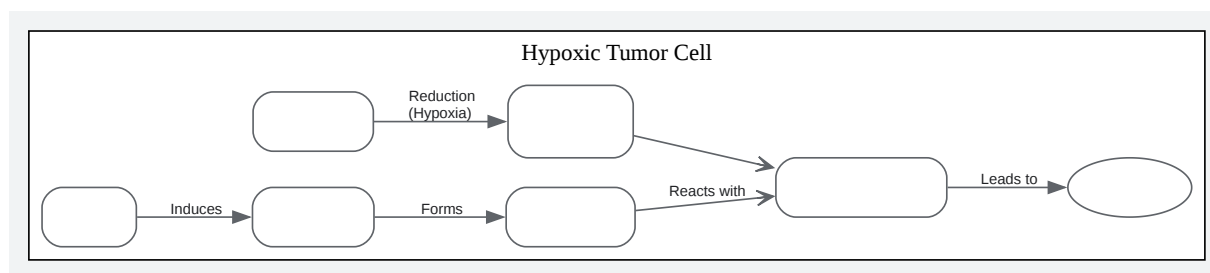 Hypoxic Tumor Cell
Reduction
(Hypoxia)
Induces
Forms
Reacts with
Leads to